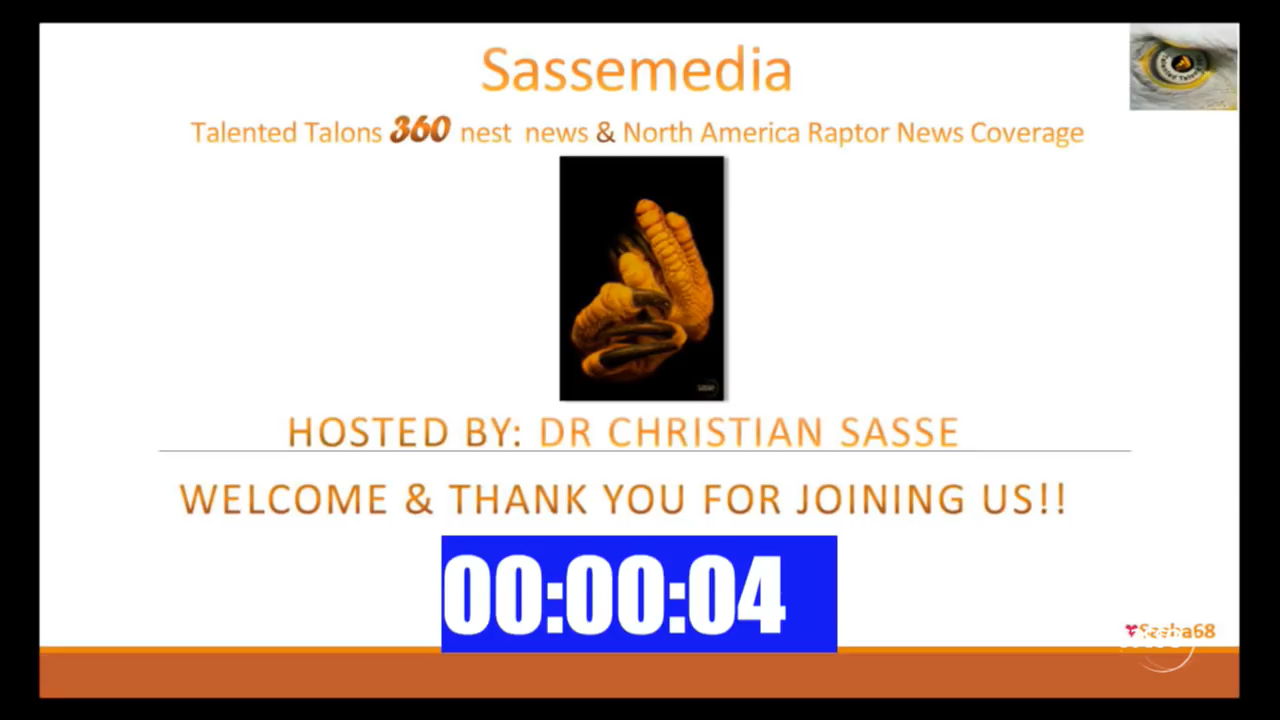 Sassemedia
Talented Talons 360 nest news & North America Raptor News Coverage
HOSTED BY: DR CHRISTIAN SASSE
WELCOME & THANK YOU FOR JOINING US!!
00:00:04